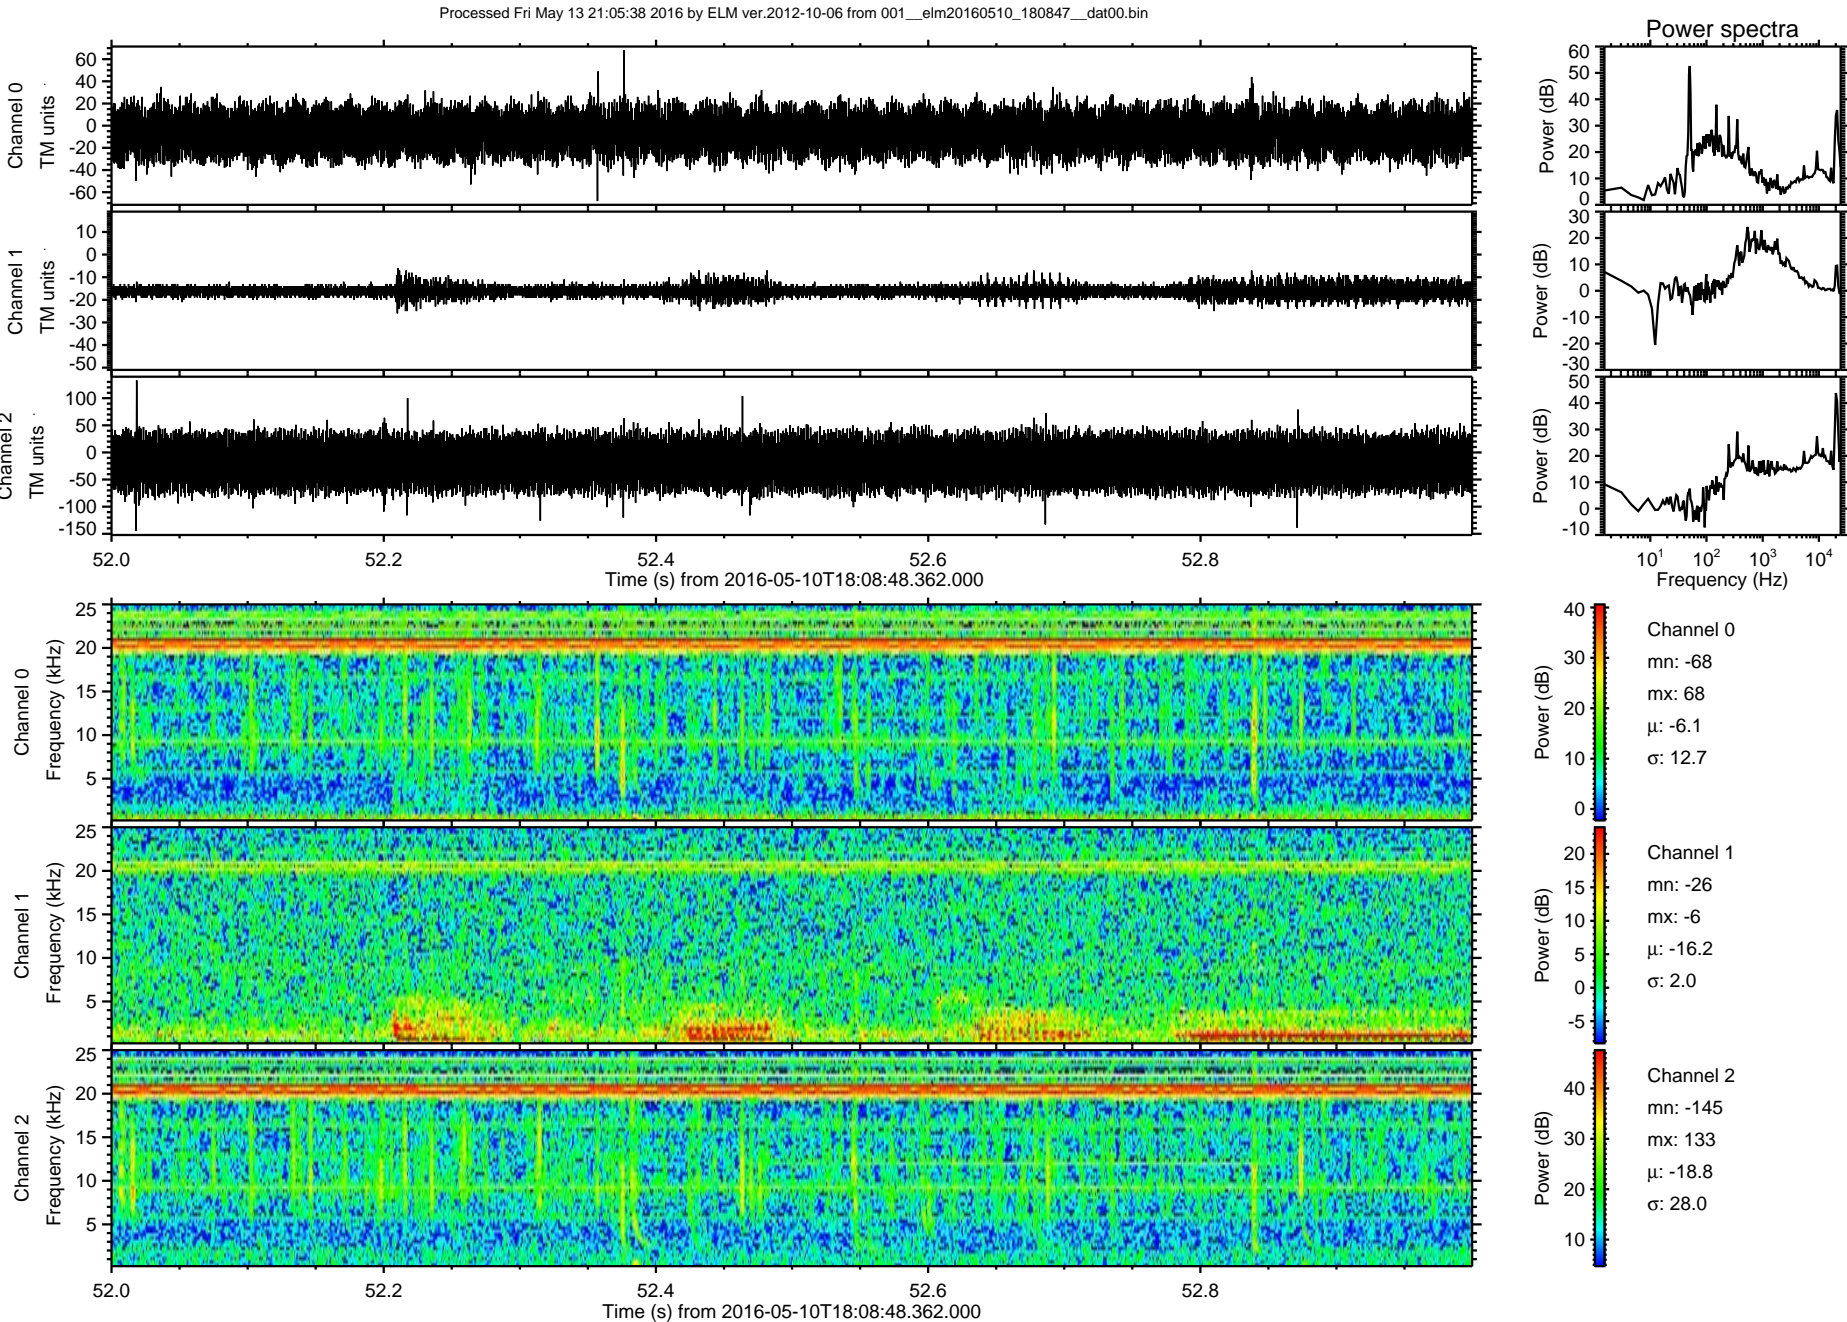 Processed Fri May 13 21:05:38 2016 by ELM ver.2012-10-06 from 001__elm20160510_180847__dat00.bin
Power spectra
Channel 0
TM units
60
40
20
0
-20
-40
-60
Power (dB)
60
50
40
30
20
10
0
Channel 1
TM units
10
0
-10
-20
-30
-40
-50
Power (dB)
30
20
10
0
-10
-20
-30
Channel 2
TM units
100
50
0
-50
-100
-150
Power (dB)
50
40
30
20
10
0
-10
52.0 52.2 52.4 52.6 52.8
Time (s) from 2016-05-10T18:08:48.362.000
10^1 10^2 10^3 10^4
Frequency (Hz)
Channel 0
Frequency (kHz)
25
20
15
10
5
Power (dB)
40
30
20
10
0
Channel 0
mn: -68
mx: 68
μ: -6.1
σ: 12.7
Channel 1
Frequency (kHz)
25
20
15
10
5
Power (dB)
20
15
10
5
0
-5
Channel 1
mn: -26
mx: -6
μ: -16.2
σ: 2.0
Channel 2
Frequency (kHz)
25
20
15
10
5
Power (dB)
40
30
20
10
Channel 2
mn: -145
mx: 133
μ: -18.8
σ: 28.0
52.0 52.2 52.4 52.6 52.8
Time (s) from 2016-05-10T18:08:48.362.000